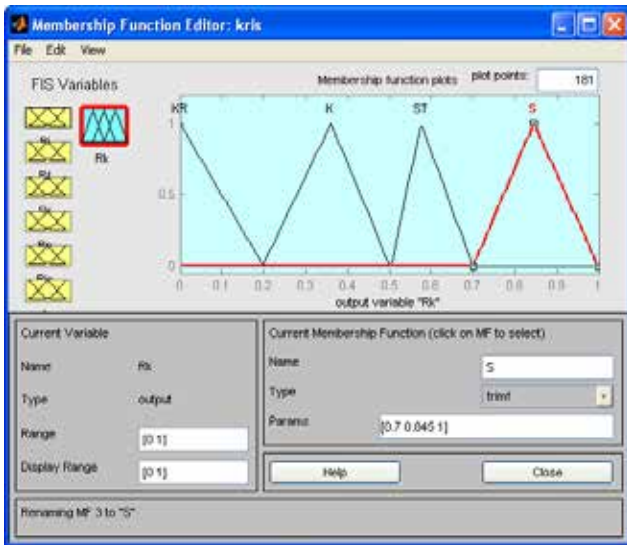 Membership Function Editor: kris
File Edit View
FIS Variables
Membership function plots
plot points:
181
KR K ST S
1
0.5
0
0 0.1 0.2 0.3 0.4 0.5 0.6 0.7 0.8 0.9 1
output variable "Rk"
Rk
Current Variable
Name Rk
Type output
Range [0 1]
Display Range [0 1]
Current Membership Function (click on MF to select)
Name S
Type trimf
Params [0.7 0.845 1]
Help Close
Renaming MF 3 to "S"